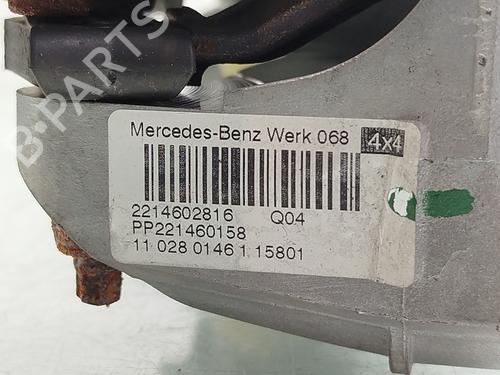 B-PARTS
Mercedes-Benz Werk 068 4x4
2214602816 Q04
PP221460158
11 028 0146 1 15801